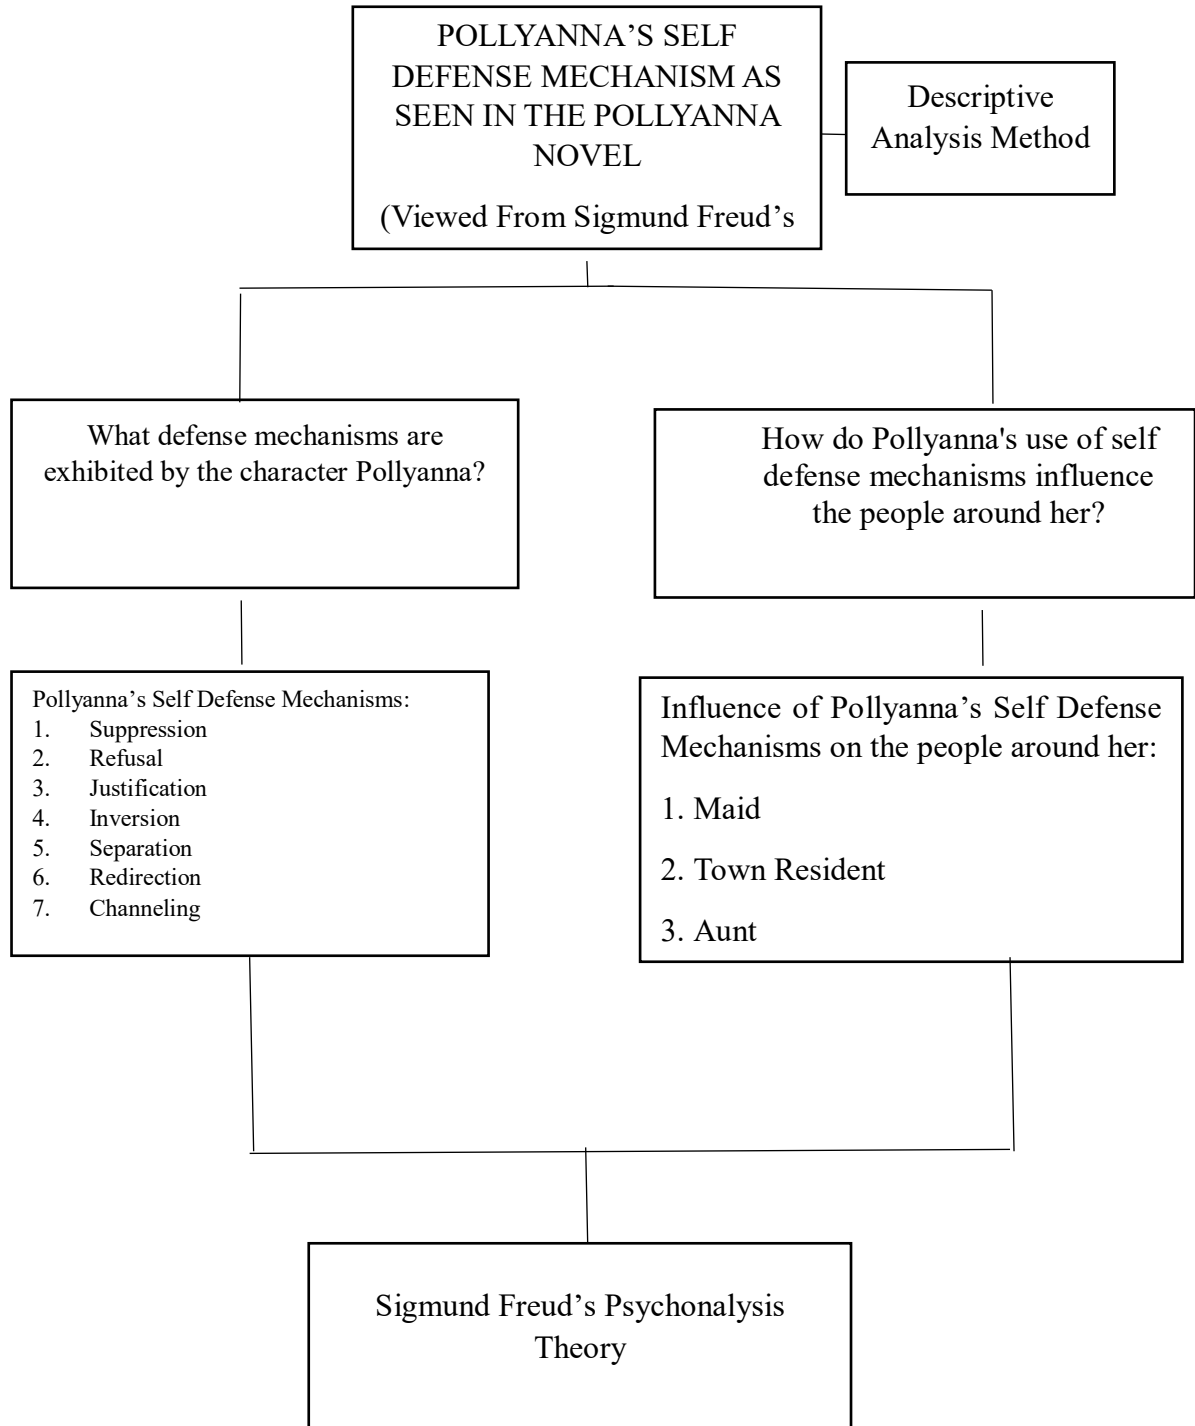 POLLYANNA’S SELF
DEFENSE MECHANISM AS
SEEN IN THE POLLYANNA
NOVEL
(Viewed From Sigmund Freud’s
Descriptive
Analysis Method
What defense mechanisms are
exhibited by the character Pollyanna?
How do Pollyanna's use of self
defense mechanisms influence
the people around her?
Pollyanna’s Self Defense Mechanisms:
1. Suppression
2. Refusal
3. Justification
4. Inversion
5. Separation
6. Redirection
7. Channeling
Influence of Pollyanna’s Self Defense
Mechanisms on the people around her:
1. Maid
2. Town Resident
3. Aunt
Sigmund Freud’s Psychonalysis
Theory